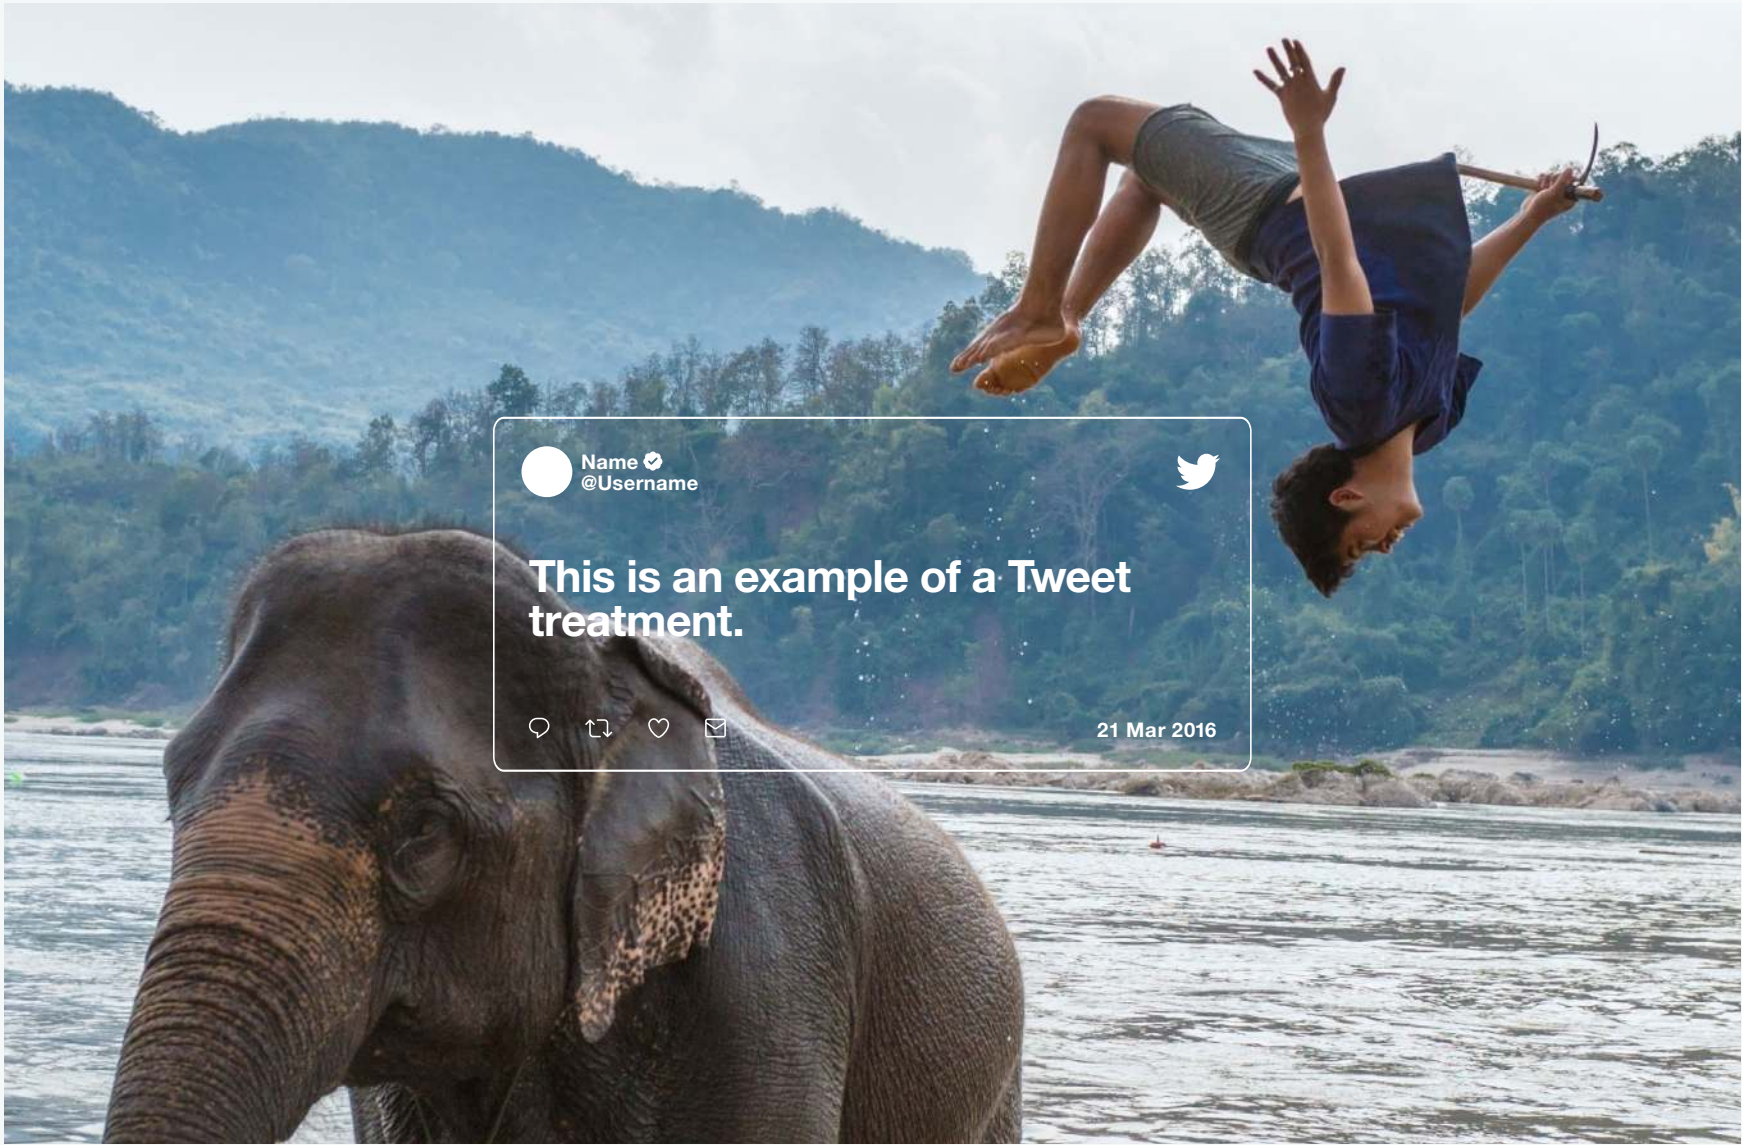 Name
@Username
This is an example of a Tweet
treatment.
21 Mar 2016